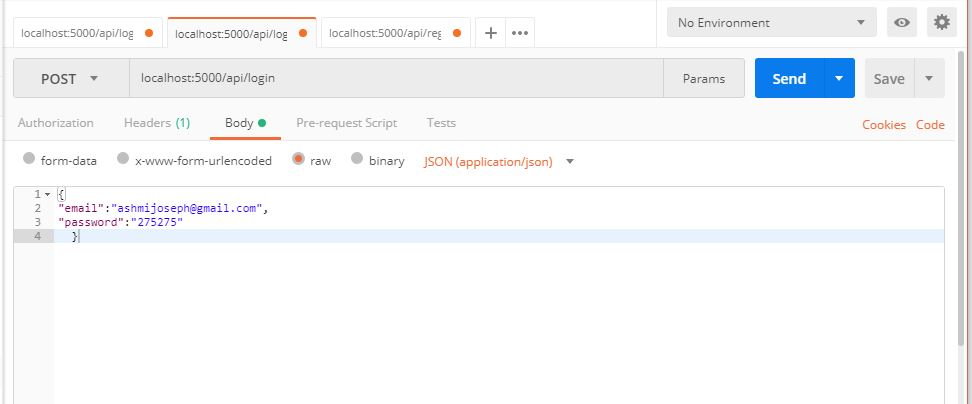 localhost:5000/api/log
localhost:5000/api/log
localhost:5000/api/reg
+
•••
No Environment
POST
localhost:5000/api/login
Params
Send
Save
Authorization
Headers (1)
Body
Pre-request Script
Tests
Cookies
Code
form-data
x-www-form-urlencoded
raw
binary
JSON (application/json)
1 {
2 "email":"ashmijoseph@gmail.com",
3 "password":"275275"
4 }